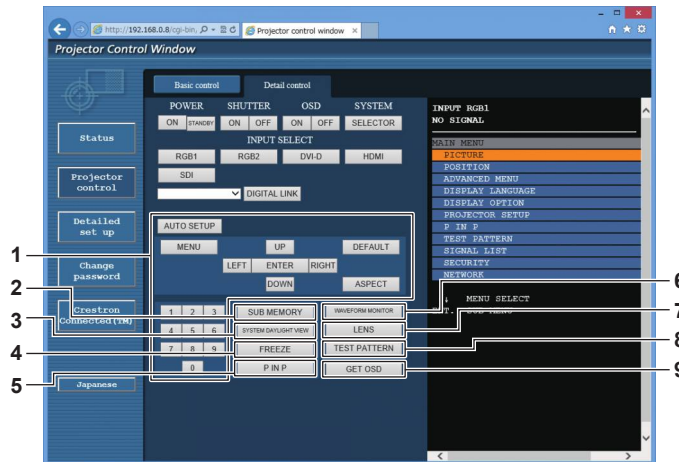 http://192.168.0.8/cgi-bin, Projector control window
Projector Control Window
Basic control Detail control
POWER SHUTTER OSD SYSTEM
ON STANDBY ON OFF ON OFF SELECTOR
INPUT SELECT
RGB1 RGB2 DVI-D HDMI
SDI
DIGITAL LINK
AUTO SETUP
MENU UP DEFAULT
LEFT ENTER RIGHT
DOWN ASPECT
1 2 3 SUB MEMORY WAVEFORM MONITOR
4 5 6 SYSTEM DAYLIGHT VIEW LENS
7 8 9 FREEZE TEST PATTERN
0 P IN P GET OSD
Status
Projector
control
Detailed
set up
Change
password
Crestron
Connected(TM)
Japanese
INPUT RGB1
NO SIGNAL
MAIN MENU
PICTURE
POSITION
ADVANCED MENU
DISPLAY LANGUAGE
DISPLAY OPTION
PROJECTOR SETUP
P IN P
TEST PATTERN
SIGNAL LIST
SECURITY
NETWORK
MENU SELECT
SUB MENU
1
2
3
4
5
6
7
8
9